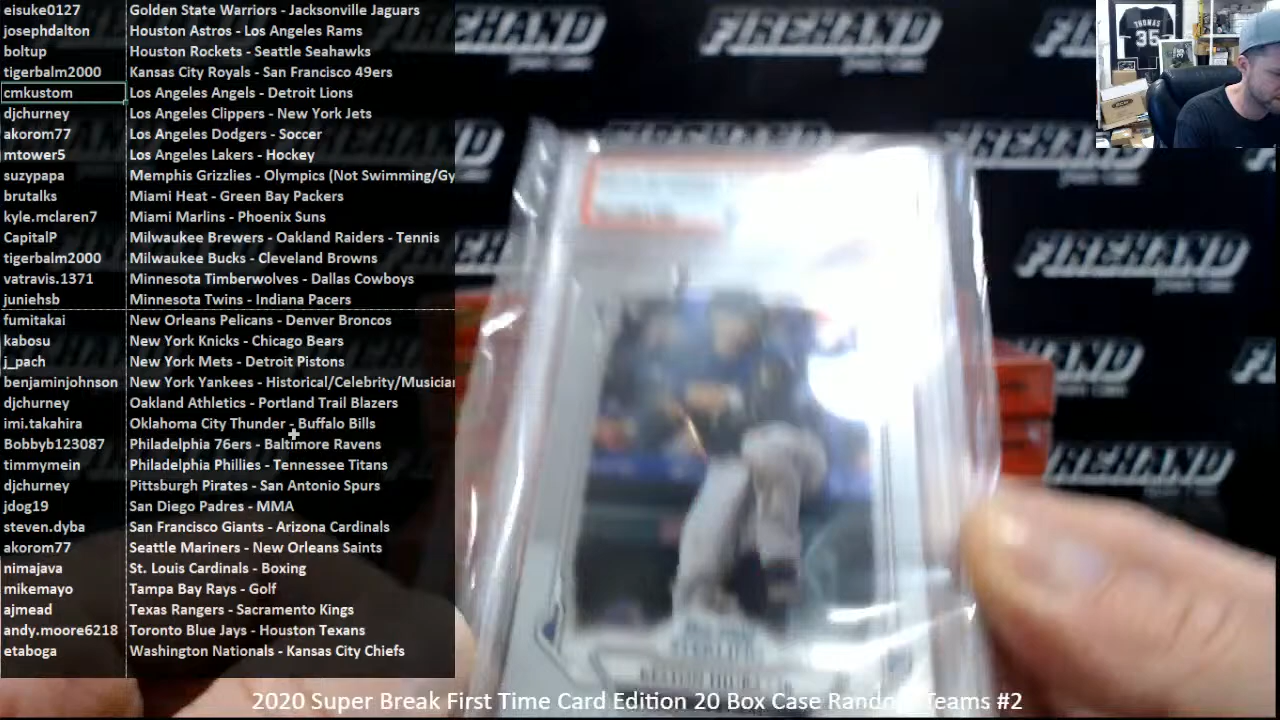 eisuke0127 Golden State Warriors - Jacksonville Jaguars
josephdalton Houston Astros - Los Angeles Rams
boltup Houston Rockets - Seattle Seahawks
tigerbalm2000 Kansas City Royals - San Francisco 49ers
cmkustom Los Angeles Angels - Detroit Lions
djchurney Los Angeles Clippers - New York Jets
akorom77 Los Angeles Dodgers - Soccer
mtower5 Los Angeles Lakers - Hockey
suzypapa Memphis Grizzlies - Olympics (Not Swimming/Gy
brutalks Miami Heat - Green Bay Packers
kyle.mclaren7 Miami Marlins - Phoenix Suns
CapitalP Milwaukee Brewers - Oakland Raiders - Tennis
tigerbalm2000 Milwaukee Bucks - Cleveland Browns
vatravis.1371 Minnesota Timberwolves - Dallas Cowboys
juniehsb Minnesota Twins - Indiana Pacers
fumitakai New Orleans Pelicans - Denver Broncos
kabosu New York Knicks - Chicago Bears
j_pach New York Mets - Detroit Pistons
benjaminjohnson New York Yankees - Historical/Celebrity/Musician
djchurney Oakland Athletics - Portland Trail Blazers
imi.takahira Oklahoma City Thunder - Buffalo Bills
Bobbyb123087 Philadelphia 76ers - Baltimore Ravens
timmymein Philadelphia Phillies - Tennessee Titans
djchurney Pittsburgh Pirates - San Antonio Spurs
jdog19 San Diego Padres - MMA
steven.dyba San Francisco Giants - Arizona Cardinals
akorom77 Seattle Mariners - New Orleans Saints
nimajava St. Louis Cardinals - Boxing
mikemayo Tampa Bay Rays - Golf
ajmead Texas Rangers - Sacramento Kings
andy.moore6218 Toronto Blue Jays - Houston Texans
etaboga Washington Nationals - Kansas City Chiefs
THOMAS
35
FIREHAND
FIREHAND
FIREHAND
2020 Super Break First Time Card Edition 20 Box Case Random Teams #2